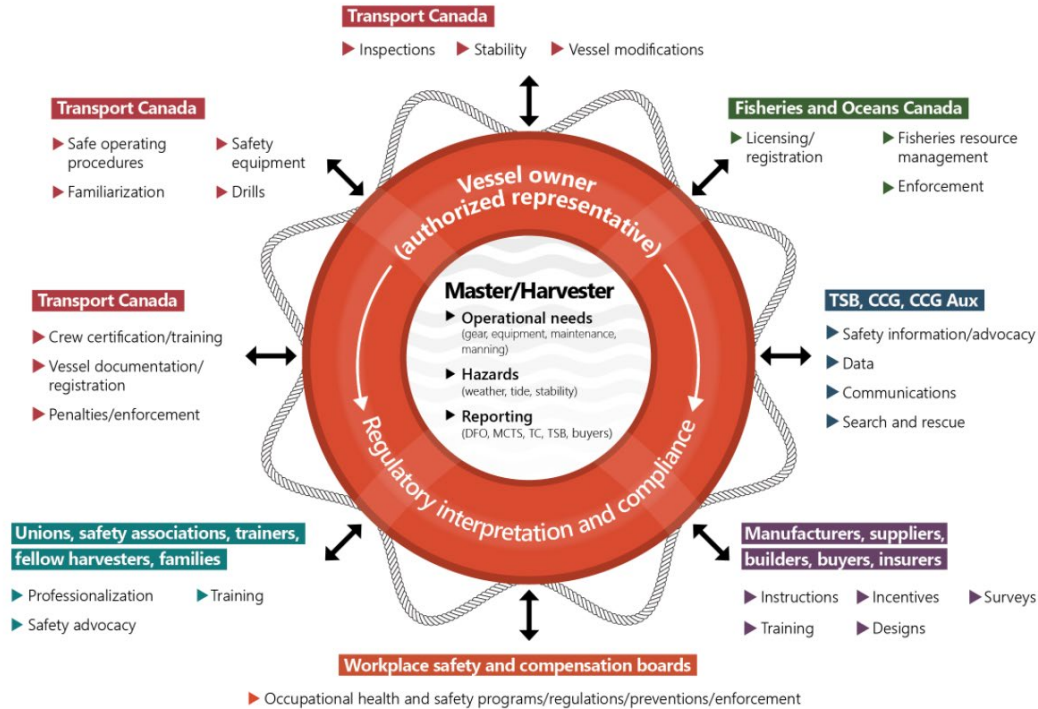 Transport Canada
Inspections
Stability
Vessel modifications
Transport Canada
Safe operating
procedures
Safety
equipment
Familiarization
Drills
Fisheries and Oceans Canada
Licensing/
registration
Fisheries resource
management
Enforcement
Vessel owner
(authorized representative)
Master/Harvester
Operational needs
(gear, equipment, maintenance,
manning)
Hazards
(weather, tide, stability)
Reporting
(DFO, MCTS, TC, TSB, buyers)
Regulatory interpretation and compliance
Transport Canada
Crew certification/training
Vessel documentation/
registration
Penalties/enforcement
TSB, CCG, CCG Aux
Safety information/advocacy
Data
Communications
Search and rescue
Unions, safety associations, trainers,
fellow harvesters, families
Professionalization
Training
Safety advocacy
Manufacturers, suppliers,
builders, buyers, insurers
Instructions
Incentives
Surveys
Training
Designs
Workplace safety and compensation boards
Occupational health and safety programs/regulations/preventions/enforcement